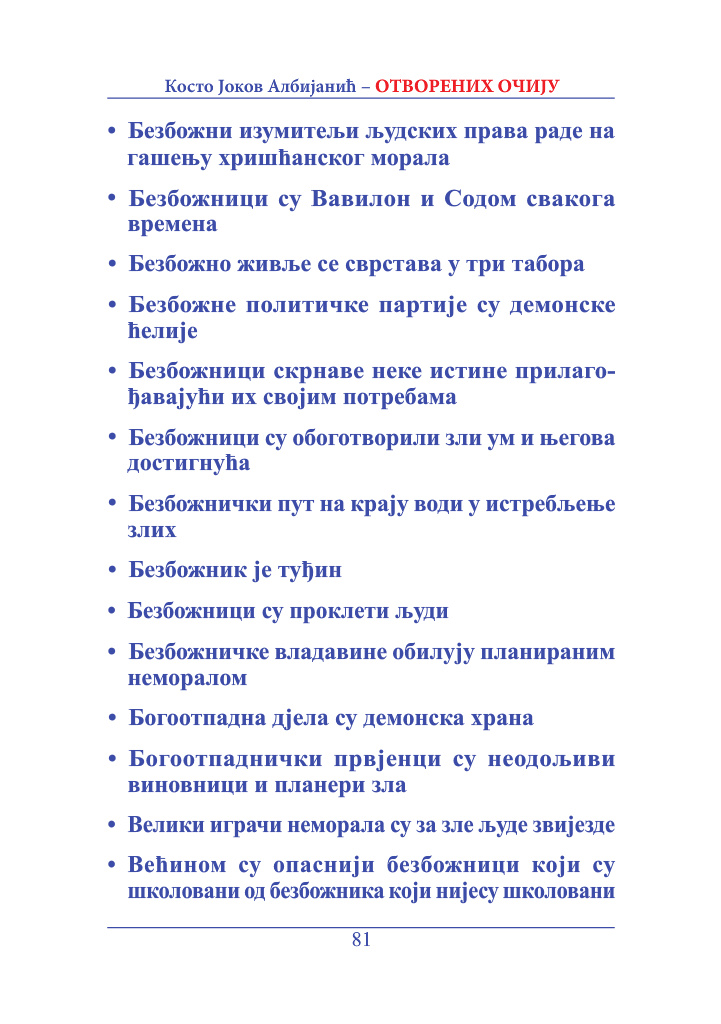 Косто Јоков Албијанић – ОТВОРЕНИХ ОЧИЈУ
• Безбожни изумитељи људских права раде на
гашењу хришћанског морала
• Безбожници су Вавилон и Содом свакога
времена
• Безбожно живље се сврстава у три табора
• Безбожне политичке партије су демонске
ћелије
• Безбожници скрнаве неке истине прилаго-
ђавајући их својим потребама
• Безбожници су обоготворили зли ум и његова
достигнућа
• Безбожнички пут на крају води у истребљење
злих
• Безбожник је туђин
• Безбожници су проклети људи
• Безбожничке владавине обилују планираним
неморалом
• Богоотпадна дјела су демонска храна
• Богоотпаднички првјенци су неодољиви
виновници и планери зла
• Велики играчи неморала су за зле људе звијезде
• Већином су опаснији безбожници који су
школовани од безбожника који нијесу школовани
81